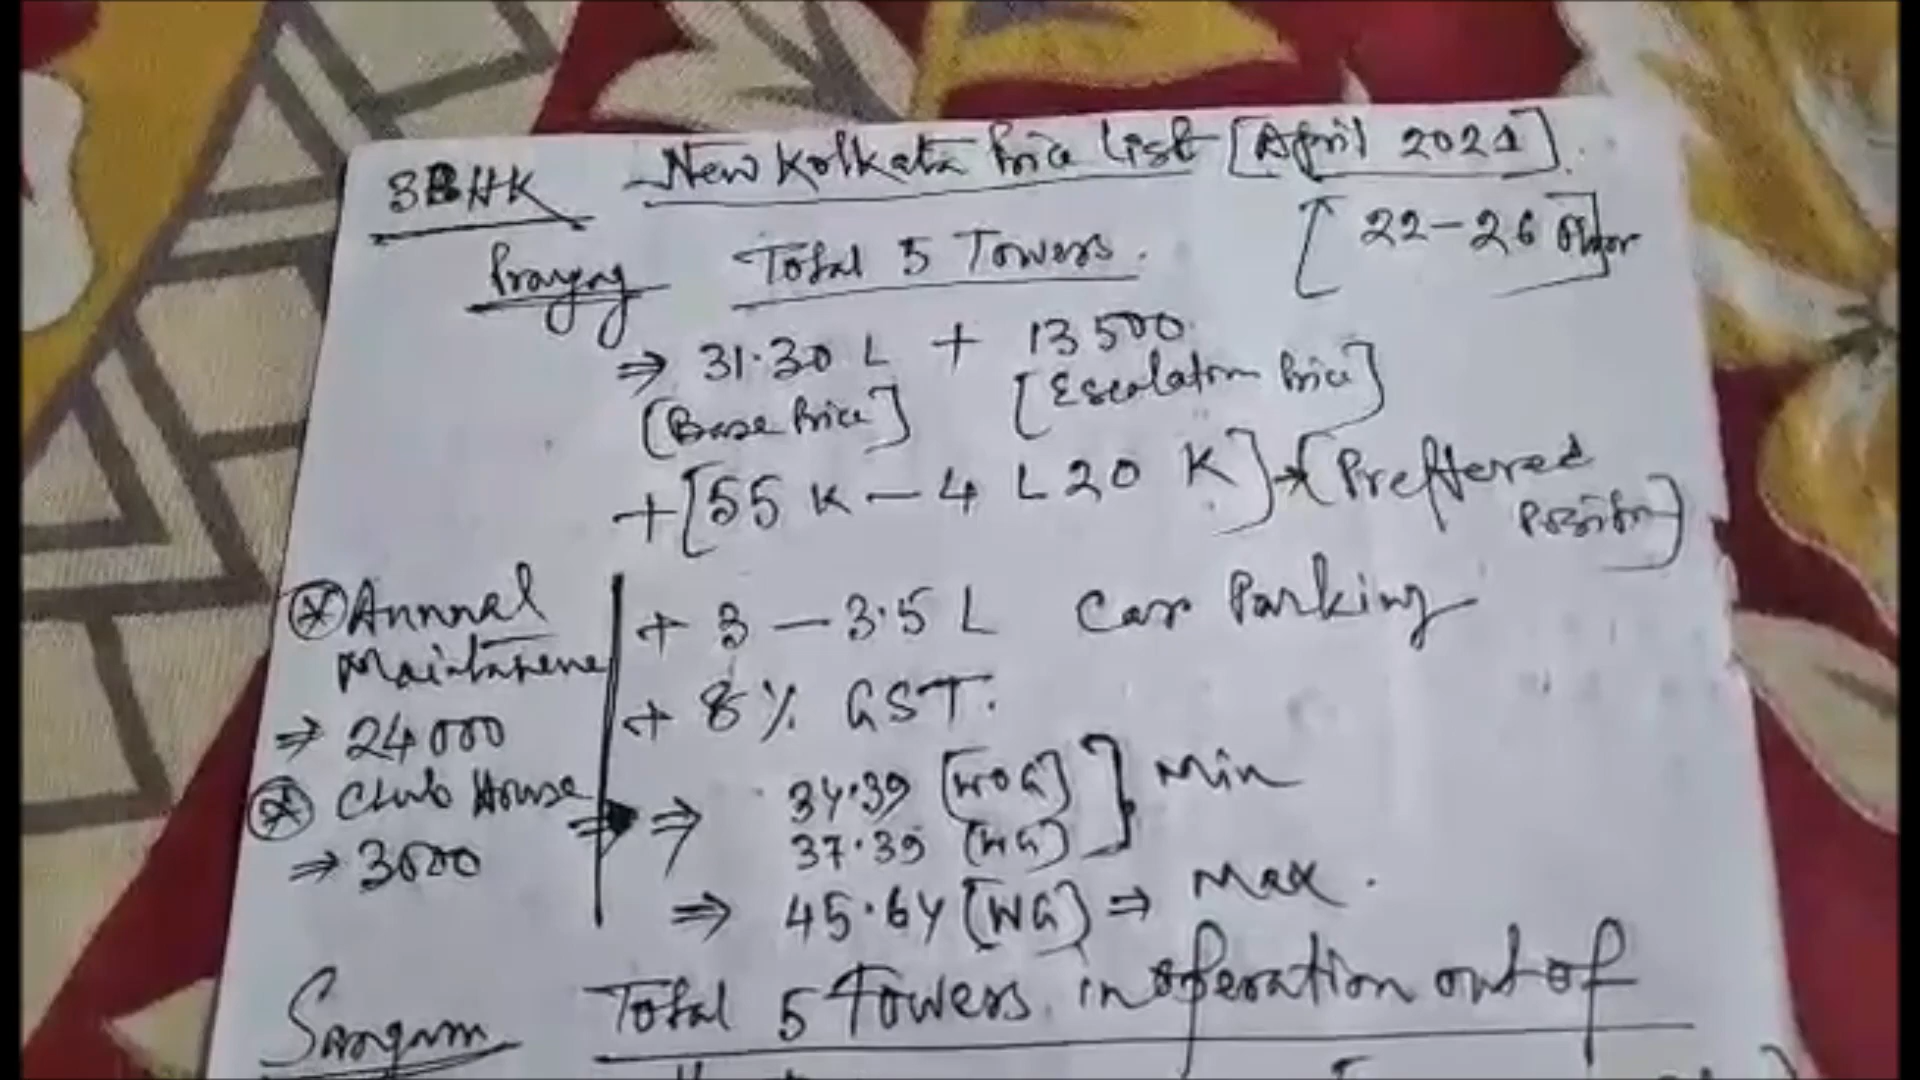 3BHK New Kolkata Price list [April 2021].
Prayag Total 5 Towers. [22-26 Floor]
⇒ 31.30 L + 13500
[Base Price] [Escalation Price]
+ [55 K - 4 L 20 K] → [Preffered Position]
+ 3 - 3.5 L Car Parking
+ 8% GST.
⇒ 34.39 [WOG] } Min
37.39 [WG]
⇒ 45.64 [WG] ⇒ Max.
* Annual
Maintanene
⇒ 24000
* Club House
⇒ 3600
Sangam Total 5 Towers in operation out of